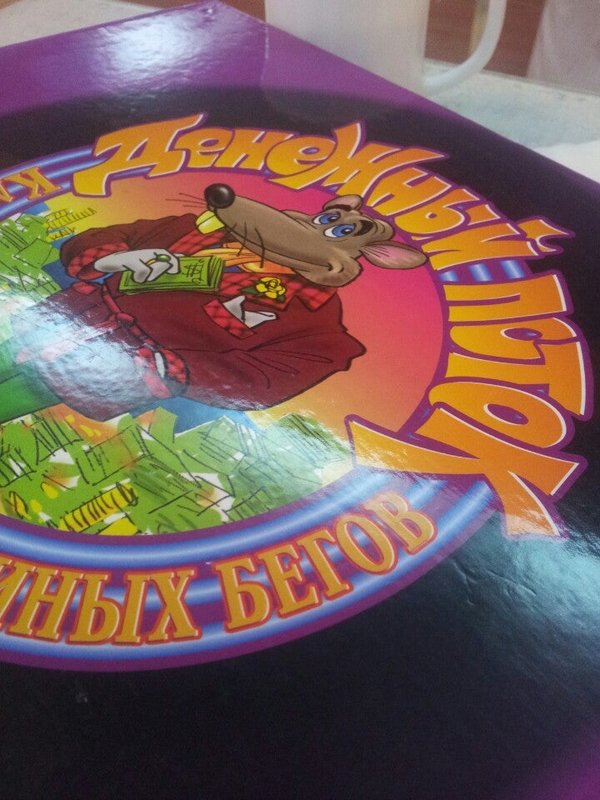 Денежный
поток
иных бегов